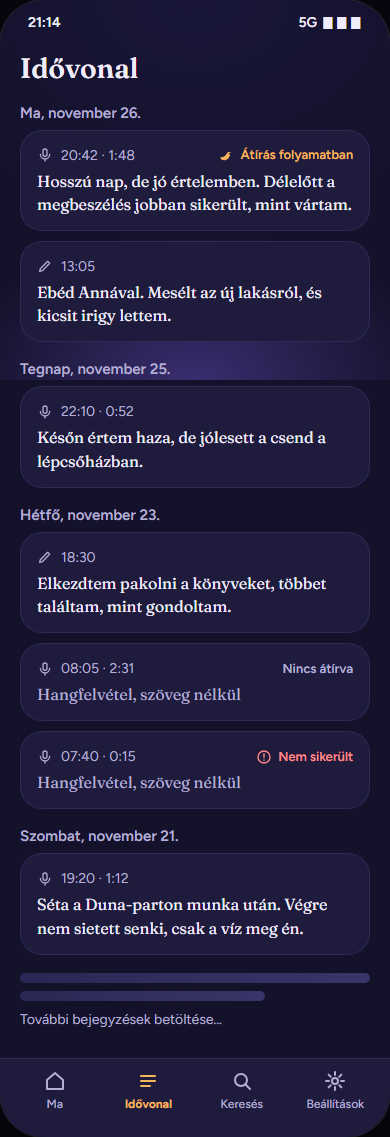 21:14
5G
Idővonal
Ma, november 26.
20:42 · 1:48
Átírás folyamatban
Hosszú nap, de jó értelemben. Délelőtt a
megbeszélés jobban sikerült, mint vártam.
13:05
Ebéd Annával. Mesélt az új lakásról, és
kicsit irigy lettem.
Tegnap, november 25.
22:10 · 0:52
Későn értem haza, de jólesett a csend a
lépcsőházban.
Hétfő, november 23.
18:30
Elkezdtem pakolni a könyveket, többet
találtam, mint gondoltam.
08:05 · 2:31
Nincs átírva
Hangfelvétel, szöveg nélkül
07:40 · 0:15
Nem sikerült
Hangfelvétel, szöveg nélkül
Szombat, november 21.
19:20 · 1:12
Séta a Duna-parton munka után. Végre
nem sietett senki, csak a víz meg én.
További bejegyzések betöltése...
Ma
Idővonal
Keresés
Beállítások